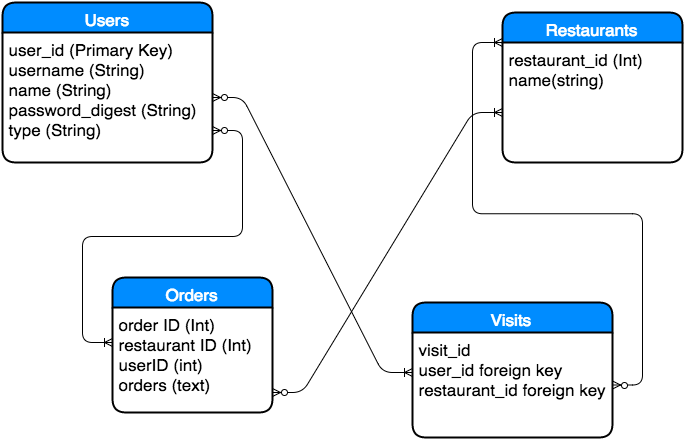 Users
user_id (Primary Key)
username (String)
name (String)
password_digest (String)
type (String)
Restaurants
restaurant_id (Int)
name(string)
Orders
order ID (Int)
restaurant ID (Int)
userID (int)
orders (text)
Visits
visit_id
user_id foreign key
restaurant_id foreign key